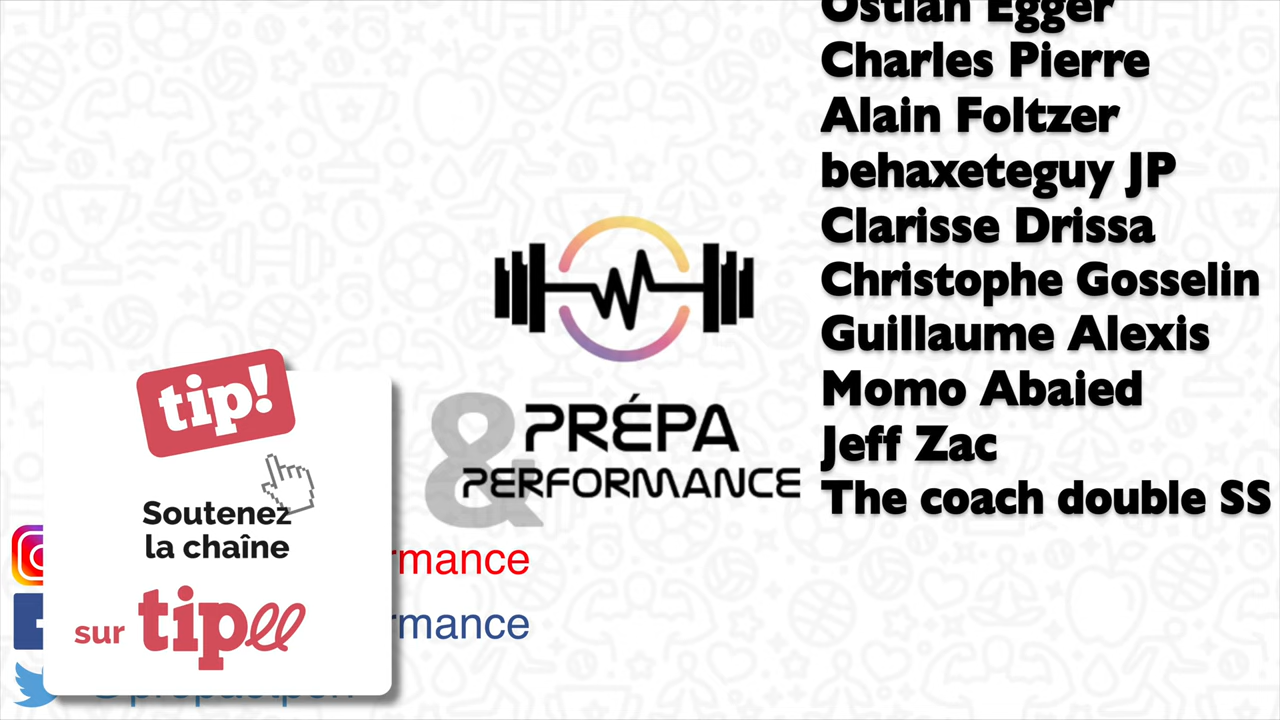 Ostian Egger
Charles Pierre
Alain Foltzer
behaxeteguy JP
Clarisse Drissa
Christophe Gosselin
Guillaume Alexis
Momo Abaied
Jeff Zac
The coach double SS
&
PRÉPA
PERFORMANCE
tip!
Soutenez
la chaîne
sur tipeee
rmance
rmance